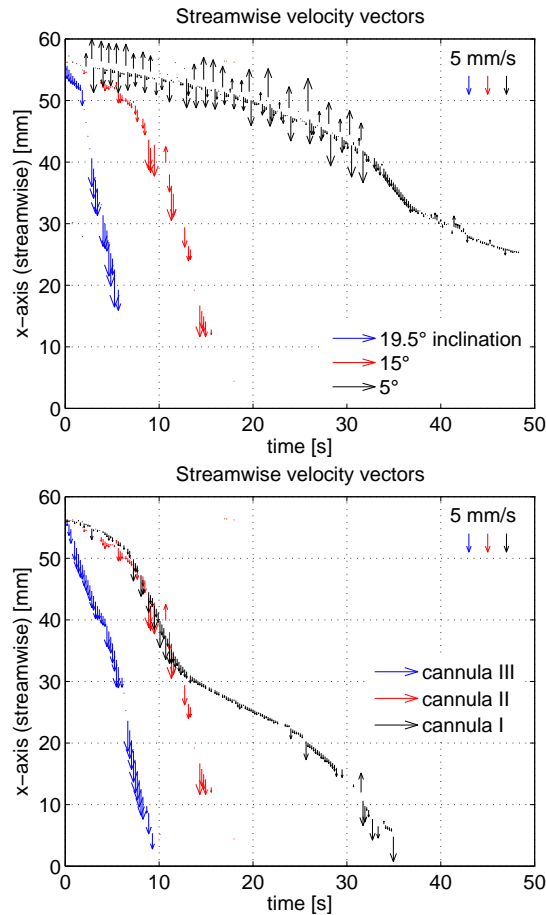 Streamwise velocity vectors
60
50
40
30
20
10
0
x−axis (streamwise) [mm]
5 mm/s
19.5° inclination
15°
5°
0 10 20 30 40 50
time [s]
Streamwise velocity vectors
60
50
40
30
20
10
0
x−axis (streamwise) [mm]
5 mm/s
cannula III
cannula II
cannula I
0 10 20 30 40 50
time [s]